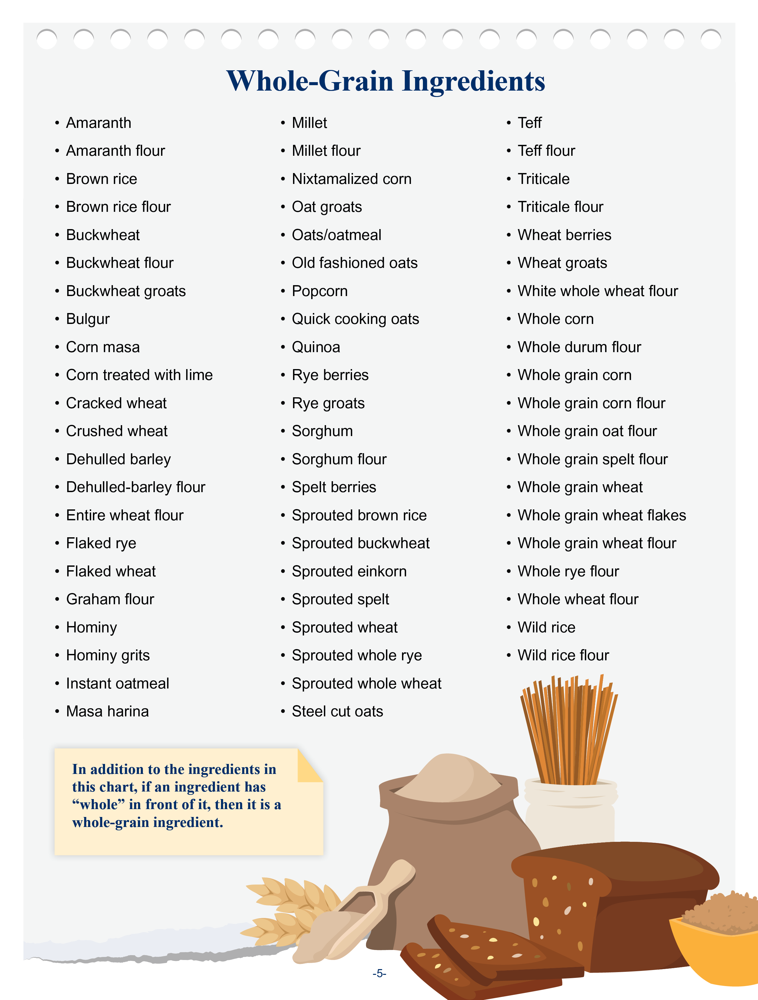 Whole-Grain Ingredients
• Amaranth
• Amaranth flour
• Brown rice
• Brown rice flour
• Buckwheat
• Buckwheat flour
• Buckwheat groats
• Bulgur
• Corn masa
• Corn treated with lime
• Cracked wheat
• Crushed wheat
• Dehulled barley
• Dehulled-barley flour
• Entire wheat flour
• Flaked rye
• Flaked wheat
• Graham flour
• Hominy
• Hominy grits
• Instant oatmeal
• Masa harina
• Millet
• Millet flour
• Nixtamalized corn
• Oat groats
• Oats/oatmeal
• Old fashioned oats
• Popcorn
• Quick cooking oats
• Quinoa
• Rye berries
• Rye groats
• Sorghum
• Sorghum flour
• Spelt berries
• Sprouted brown rice
• Sprouted buckwheat
• Sprouted einkorn
• Sprouted spelt
• Sprouted wheat
• Sprouted whole rye
• Sprouted whole wheat
• Steel cut oats
• Teff
• Teff flour
• Triticale
• Triticale flour
• Wheat berries
• Wheat groats
• White whole wheat flour
• Whole corn
• Whole durum flour
• Whole grain corn
• Whole grain corn flour
• Whole grain oat flour
• Whole grain spelt flour
• Whole grain wheat
• Whole grain wheat flakes
• Whole grain wheat flour
• Whole rye flour
• Whole wheat flour
• Wild rice
• Wild rice flour
In addition to the ingredients in
this chart, if an ingredient has
“whole” in front of it, then it is a
whole-grain ingredient.
-5-